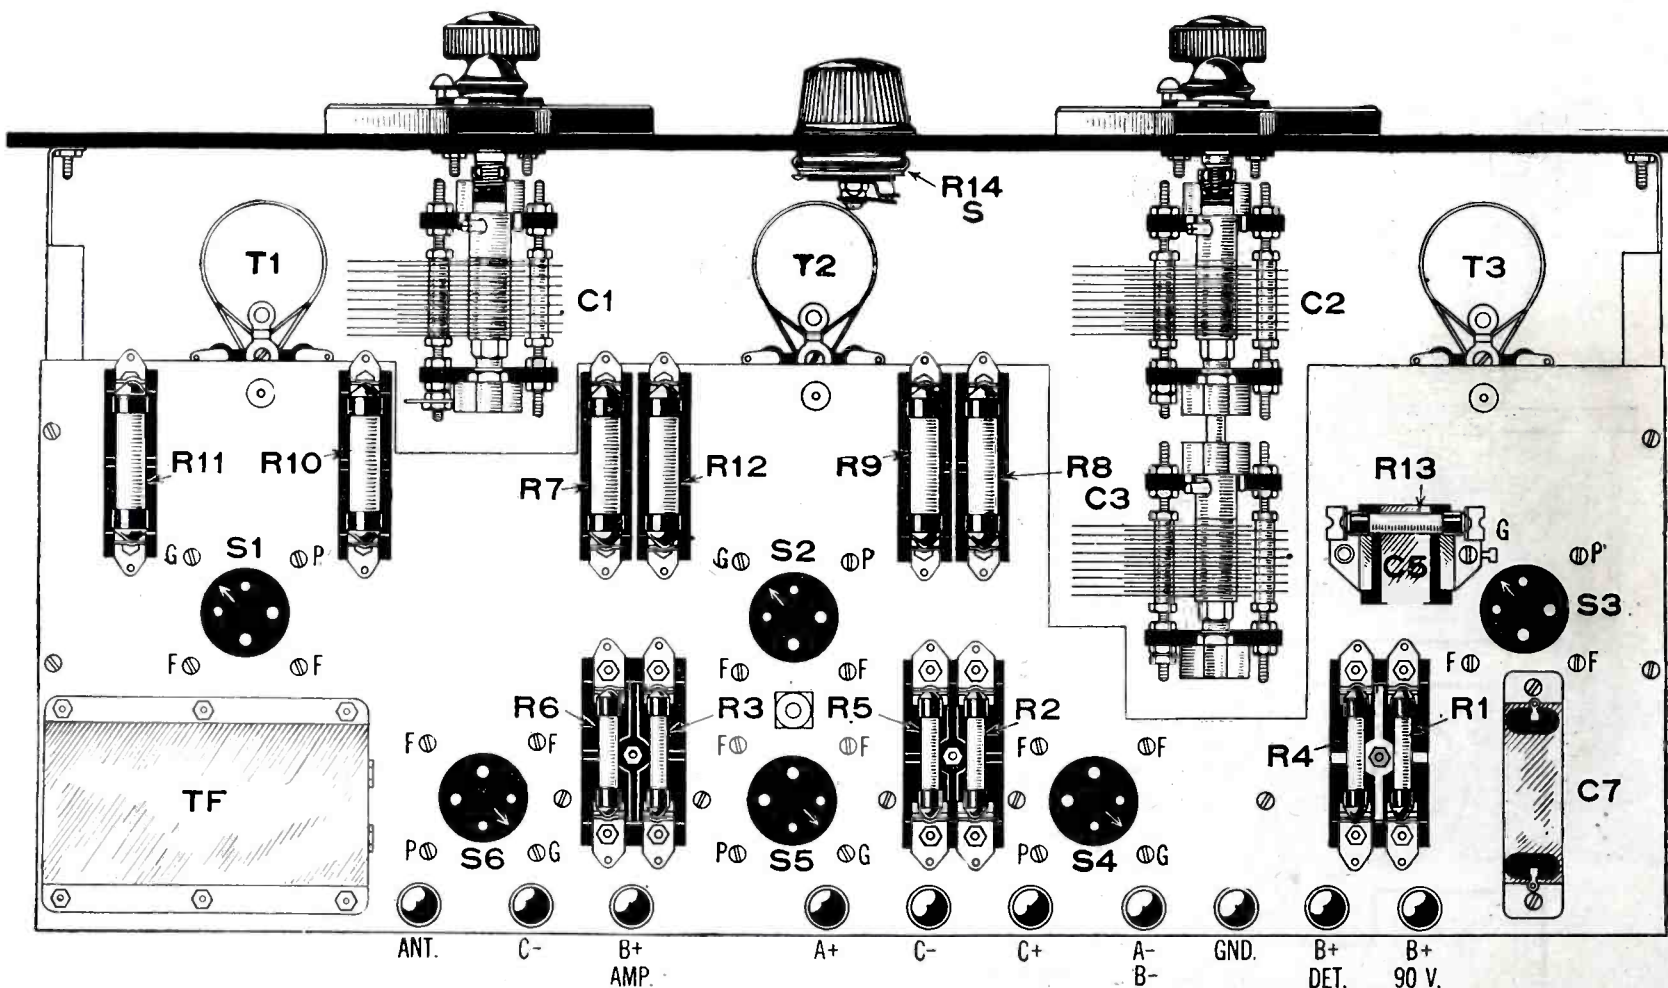 R14
S
T1
T2
T3
C1
C2
R11
R10
R7
R12
R9
R8
C3
R13
G
S1
P
G
S2
P
C5
P
S3
F
F
F
F
F
F
R6
R3
R5
R2
R1
F
F
F
F
F
F
R4
TF
C7
P
S6
G
P
S5
G
P
S4
G
ANT.
C-
B+
AMP.
A+
C-
C+
A-
B-
GND.
B+
DET.
B+
90 V.